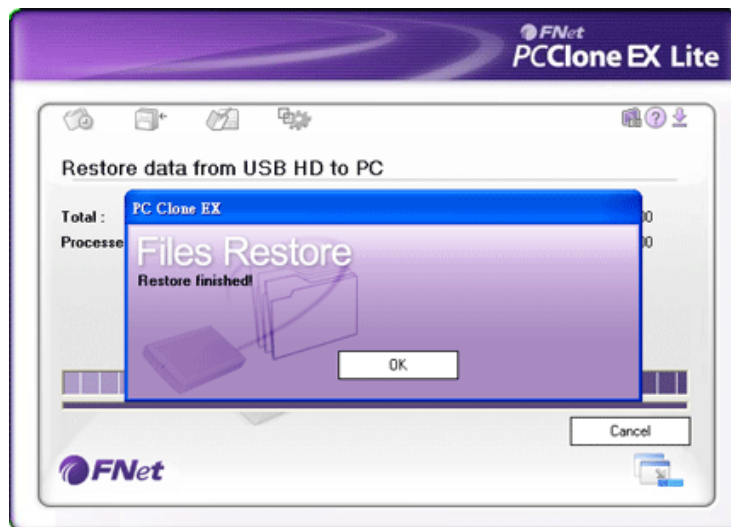 FNet
PCClone EX Lite
Restore data from USB HD to PC
PC Clone EX
Total :
Files Restore
Restore finished!
OK
Cancel
FNet